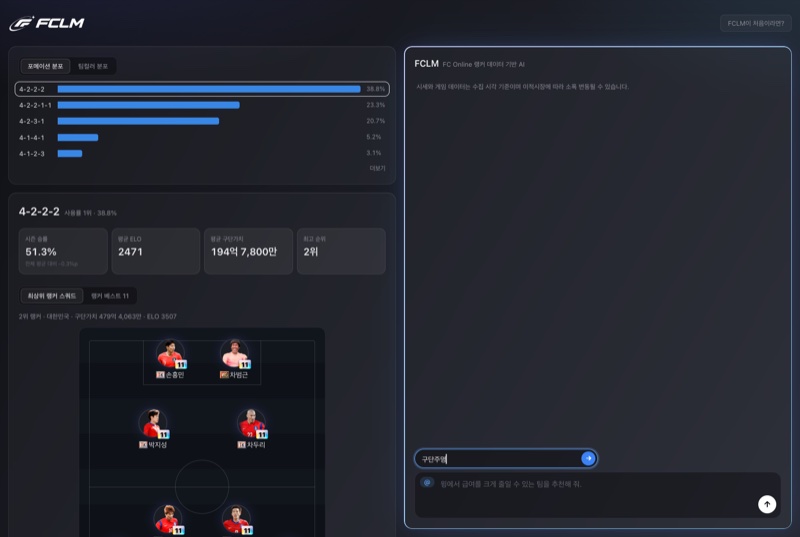 FCLM
FCLM이 처음이라면?
포메이션 분포
팀컬러 분포
4-2-2-2 38.8%
4-2-2-1-1 23.3%
4-2-3-1 20.7%
4-1-4-1 5.2%
4-1-2-3 3.1%
더보기
4-2-2-2 사용률 1위 · 38.8%
시즌 승률
51.3%
평균 ELO
2471
평균 구단가치
194억 7,800만
최고 순위
2위
최상위 랭커 스쿼드
랭커 베스트 11
2위 랭커 · 대한민국 · 구단가치 479억 4,063만 · ELO 3507
11
손흥민
11
차범근
11
박지성
11
차두리
11
11
FCLM FC Online 랭커 데이터 기반 AI
시세와 게임 데이터는 수집 시각 기준이며 이적시장에 따라 소폭 변동될 수 있습니다.
구단주명
@ 팀에서 급여를 크게 줄일 수 있는 팀을 추천해 줘.